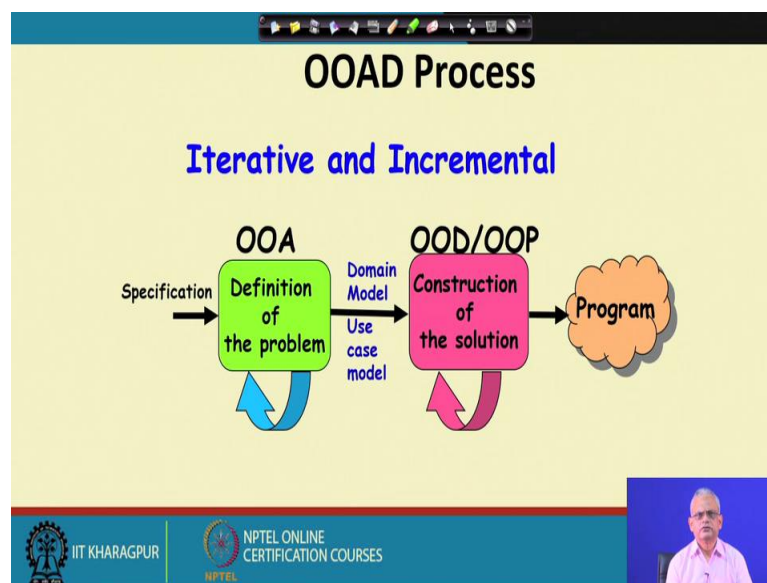 OOAD Process
Iterative and Incremental
OOA
OOD/OOP
Specification
Definition
of
the problem
Domain
Model
Use
case
model
Construction
of
the solution
Program
IIT KHARAGPUR
NPTEL
NPTEL ONLINE
CERTIFICATION COURSES